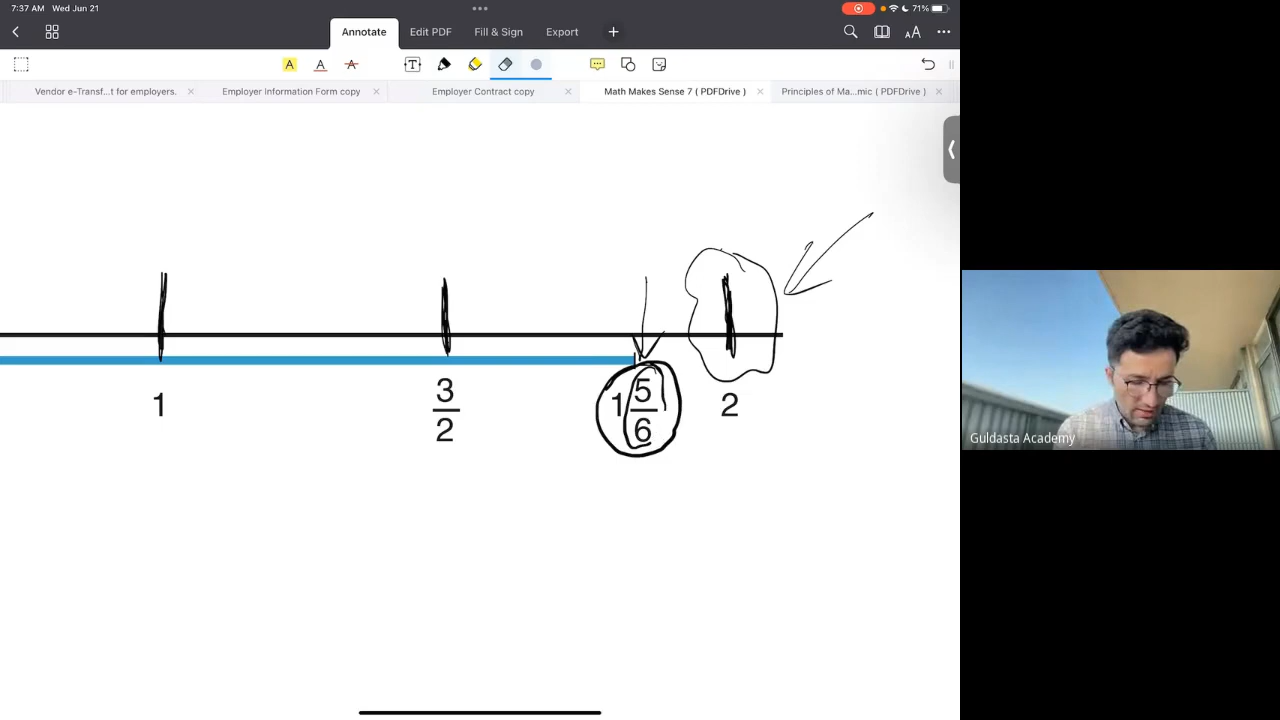 7:37 AM Wed Jun 21
71%
Annotate Edit PDF Fill & Sign Export
Vendor e-Transf...t for employers. Employer Information Form copy Employer Contract copy Math Makes Sense 7 ( PDFDrive ) Principles of Ma...mic ( PDFDrive )
1 3/2 1 5/6 2
Guldasta Academy